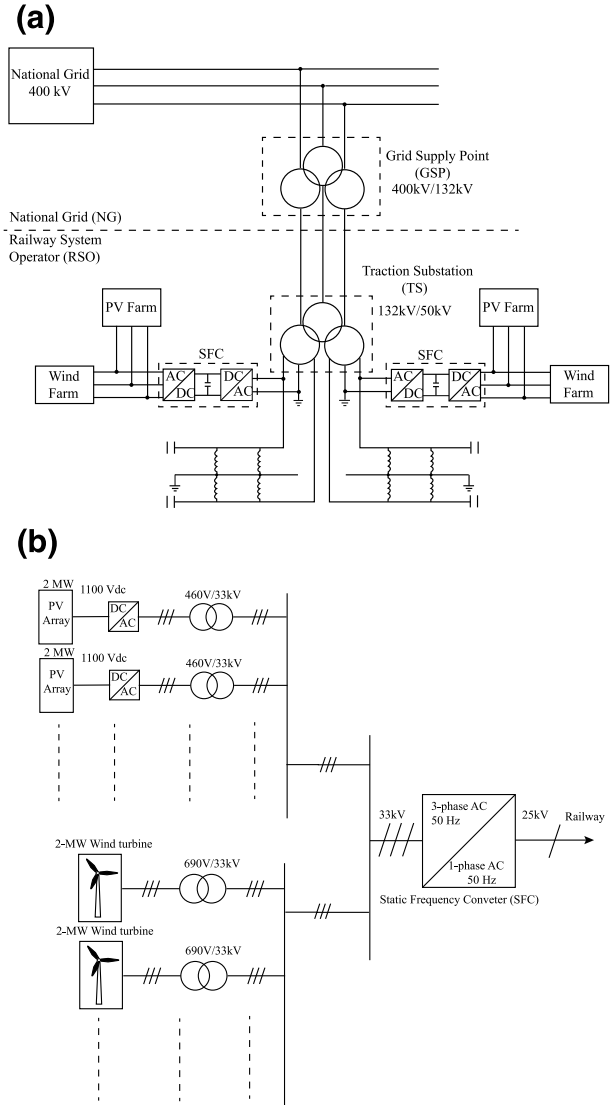 (a)
National Grid
400 kV
Grid Supply Point
(GSP)
400kV/132kV
National Grid (NG)
Railway System
Operator (RSO)
Traction Substation
(TS)
132kV/50kV
PV Farm
PV Farm
SFC
SFC
Wind
Farm
AC
DC
DC
AC
AC
DC
DC
AC
Wind
Farm
(b)
2 MW
1100 Vdc
460V/33kV
PV
Array
DC
AC
2 MW
1100 Vdc
460V/33kV
PV
Array
DC
AC
33kV
3-phase AC
50 Hz
1-phase AC
50 Hz
25kV
Railway
Static Frequency Conveter (SFC)
2-MW Wind turbine
690V/33kV
2-MW Wind turbine
690V/33kV